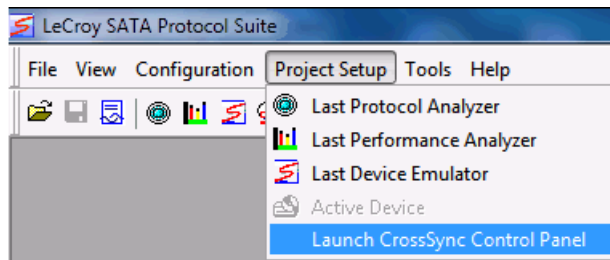 LeCroy SATA Protocol Suite
File View Configuration Project Setup Tools Help
Last Protocol Analyzer
Last Performance Analyzer
Last Device Emulator
Active Device
Launch CrossSync Control Panel